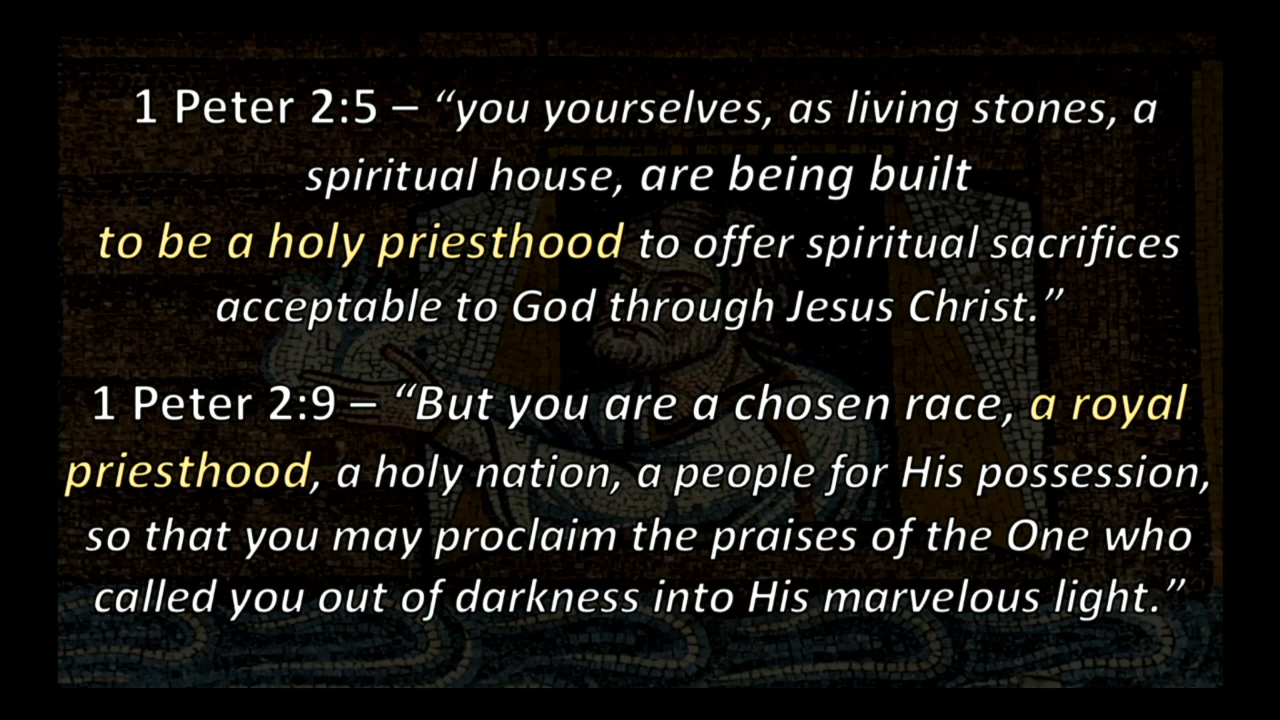 1 Peter 2:5 – “you yourselves, as living stones, a
spiritual house, are being built
to be a holy priesthood to offer spiritual sacrifices
acceptable to God through Jesus Christ.”
1 Peter 2:9 – “But you are a chosen race, a royal
priesthood, a holy nation, a people for His possession,
so that you may proclaim the praises of the One who
called you out of darkness into His marvelous light.”